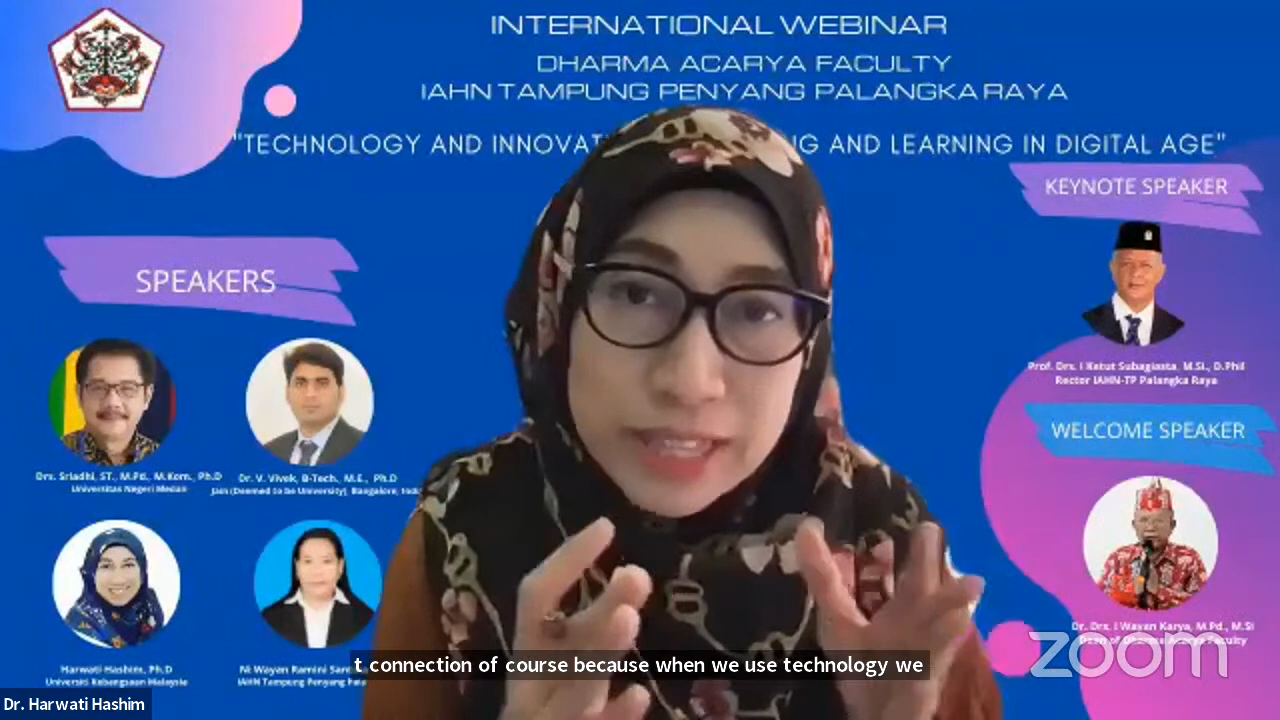 INTERNATIONAL WEBINAR
DHARMA ACARYA FACULTY
IAHN TAMPUNG PENYANG PALANGKA RAYA
"TECHNOLOGY AND INNOVAT NG AND LEARNING IN DIGITAL AGE"
KEYNOTE SPEAKER
Prof. Drs. I Ketut Subagiasta, M.Si., D.Phil
Rector IAHN-TP Palangka Raya
SPEAKERS
Drs. Sriadhi, ST., M.Pd., M.Kom., Ph.D
Universitas Negeri Medan
Dr. V. Vivek, B-Tech, M.E., Ph.D
Jain (Deemed to be University), Bangalore, Indi
WELCOME SPEAKER
Dr. Drs. I Wayan Karya, M Pd., M.Si
Dean of Dharma Acarya Faculty
Harwati Hashim, Ph.D
Universiti Kebangsaan Malaysia
Ni Wayan Ramini San
IAHN Tampung Penyang Pala
t connection of course because when we use technology we
zoom
Dr. Harwati Hashim